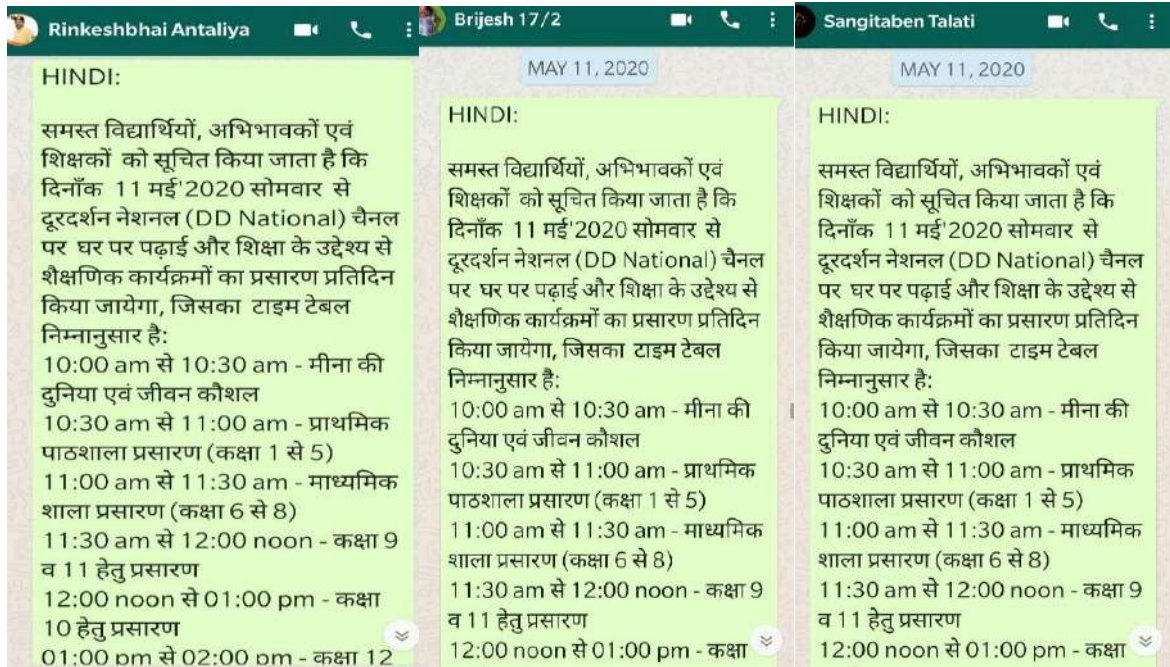 Rinkeshbhai Antaliya
HINDI:
समस्त विद्यार्थियों, अभिभावकों एवं
शिक्षकों को सूचित किया जाता है कि
दिनाँक 11 मई'2020 सोमवार से
दूरदर्शन नेशनल (DD National) चैनल
पर घर पर पढ़ाई और शिक्षा के उद्देश्य से
शैक्षणिक कार्यक्रमों का प्रसारण प्रतिदिन
किया जायेगा, जिसका टाइम टेबल
निम्नानुसार है:
10:00 am से 10:30 am - मीना की
दुनिया एवं जीवन कौशल
10:30 am से 11:00 am - प्राथमिक
पाठशाला प्रसारण (कक्षा 1 से 5)
11:00 am से 11:30 am - माध्यमिक
शाला प्रसारण (कक्षा 6 से 8)
11:30 am से 12:00 noon - कक्षा 9
व 11 हेतु प्रसारण
12:00 noon से 01:00 pm - कक्षा
10 हेतु प्रसारण
01:00 pm से 02:00 pm - कक्षा 12
Brijesh 17/2
MAY 11, 2020
HINDI:
समस्त विद्यार्थियों, अभिभावकों एवं
शिक्षकों को सूचित किया जाता है कि
दिनाँक 11 मई'2020 सोमवार से
दूरदर्शन नेशनल (DD National) चैनल
पर घर पर पढ़ाई और शिक्षा के उद्देश्य से
शैक्षणिक कार्यक्रमों का प्रसारण प्रतिदिन
किया जायेगा, जिसका टाइम टेबल
निम्नानुसार है:
10:00 am से 10:30 am - मीना की
दुनिया एवं जीवन कौशल
10:30 am से 11:00 am - प्राथमिक
पाठशाला प्रसारण (कक्षा 1 से 5)
11:00 am से 11:30 am - माध्यमिक
शाला प्रसारण (कक्षा 6 से 8)
11:30 am से 12:00 noon - कक्षा 9
व 11 हेतु प्रसारण
12:00 noon से 01:00 pm - कक्षा
Sangitaben Talati
MAY 11, 2020
HINDI:
समस्त विद्यार्थियों, अभिभावकों एवं
शिक्षकों को सूचित किया जाता है कि
दिनाँक 11 मई'2020 सोमवार से
दूरदर्शन नेशनल (DD National) चैनल
पर घर पर पढ़ाई और शिक्षा के उद्देश्य से
शैक्षणिक कार्यक्रमों का प्रसारण प्रतिदिन
किया जायेगा, जिसका टाइम टेबल
निम्नानुसार है:
10:00 am से 10:30 am - मीना की
दुनिया एवं जीवन कौशल
10:30 am से 11:00 am - प्राथमिक
पाठशाला प्रसारण (कक्षा 1 से 5)
11:00 am से 11:30 am - माध्यमिक
शाला प्रसारण (कक्षा 6 से 8)
11:30 am से 12:00 noon - कक्षा 9
व 11 हेतु प्रसारण
12:00 noon से 01:00 pm - कक्षा